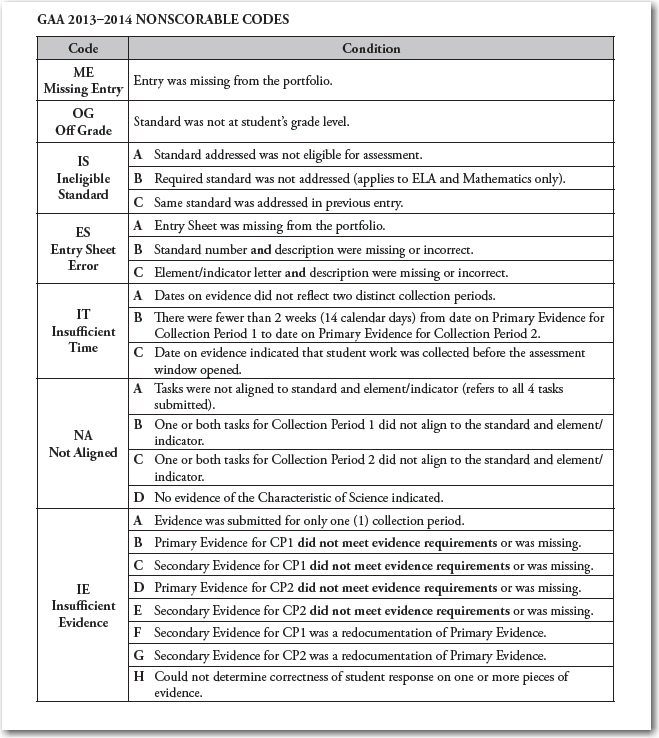 GAA 2013–2014 NONSCORABLE CODES
Code Condition
ME
Missing Entry
Entry was missing from the portfolio.
OG
Off Grade
Standard was not at student's grade level.
IS
Ineligible
Standard
A Standard addressed was not eligible for assessment.
B Required standard was not addressed (applies to ELA and Mathematics only).
C Same standard was addressed in previous entry.
ES
Entry Sheet
Error
A Entry Sheet was missing from the portfolio.
B Standard number and description were missing or incorrect.
C Element/indicator letter and description were missing or incorrect.
IT
Insufficient
Time
A Dates on evidence did not reflect two distinct collection periods.
B There were fewer than 2 weeks (14 calendar days) from date on Primary Evidence for
Collection Period 1 to date on Primary Evidence for Collection Period 2.
C Date on evidence indicated that student work was collected before the assessment
window opened.
NA
Not Aligned
A Tasks were not aligned to standard and element/indicator (refers to all 4 tasks
submitted).
B One or both tasks for Collection Period 1 did not align to the standard and element/
indicator.
C One or both tasks for Collection Period 2 did not align to the standard and element/
indicator.
D No evidence of the Characteristic of Science indicated.
IE
Insufficient
Evidence
A Evidence was submitted for only one (1) collection period.
B Primary Evidence for CP1 did not meet evidence requirements or was missing.
C Secondary Evidence for CP1 did not meet evidence requirements or was missing.
D Primary Evidence for CP2 did not meet evidence requirements or was missing.
E Secondary Evidence for CP2 did not meet evidence requirements or was missing.
F Secondary Evidence for CP1 was a redocumentation of Primary Evidence.
G Secondary Evidence for CP2 was a redocumentation of Primary Evidence.
H Could not determine correctness of student response on one or more pieces of
evidence.